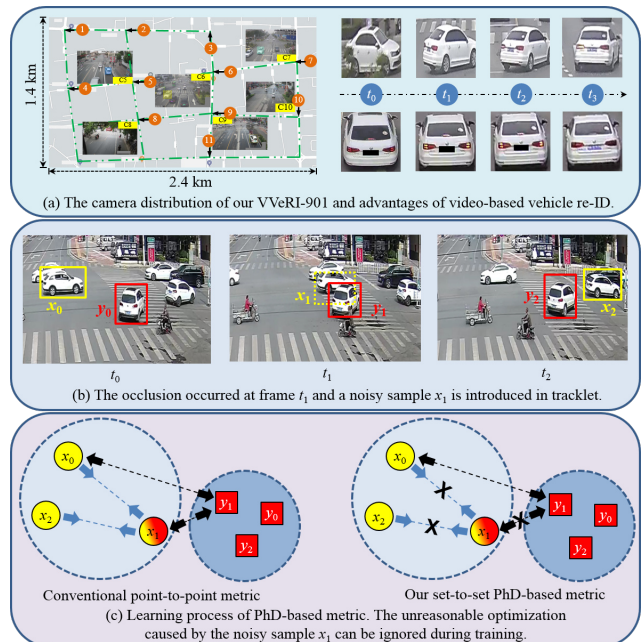 1 2
3
1.4 km
C3 C6 7
4 5 6
C10
8 C8 9 C9 10
11
2.4 km
t0 t1 t2 t3
(a) The camera distribution of our VVeRI-901 and advantages of video-based vehicle re-ID.
x0 y0 x1 y1 y2 x2
t0 t1 t2
(b) The occlusion occurred at frame t1 and a noisy sample x1 is introduced in tracklet.
x0 x0
x2 y1 y0 x2 y1 y0
x1 y2 x1 y2
Conventional point-to-point metric Our set-to-set PhD-based metric
(c) Learning process of PhD-based metric. The unreasonable optimization
caused by the noisy sample x1 can be ignored during training.